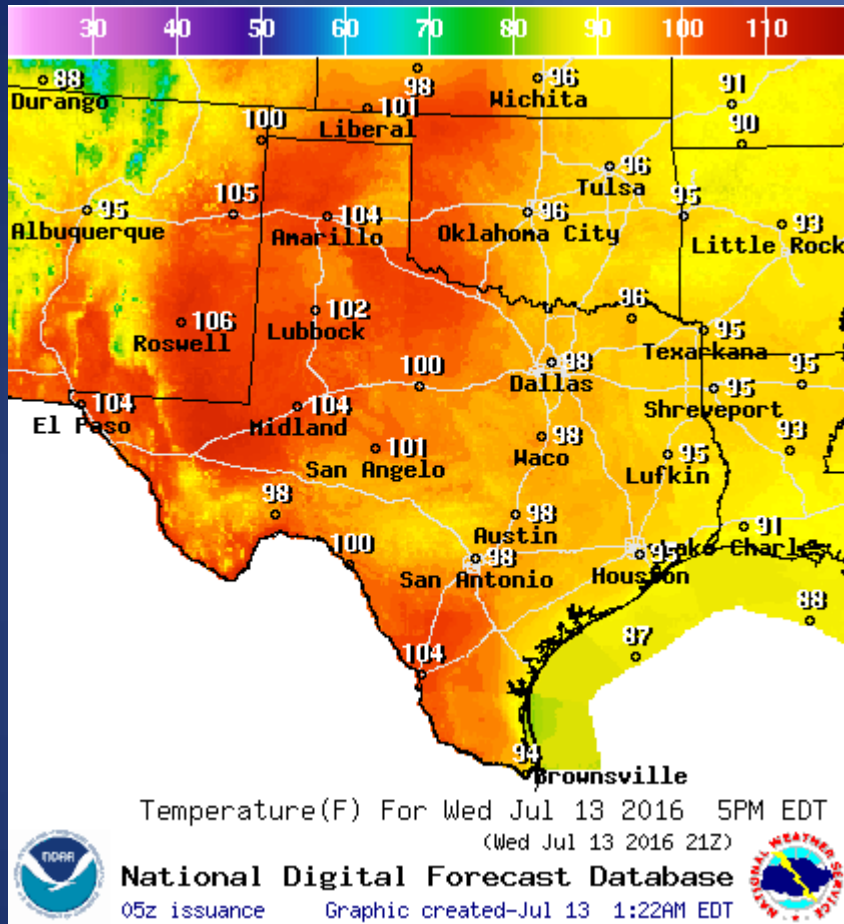 30 40 50 60 70 80 90 100 110
88
Durango
98
96
Wichita
91
101
Liberal
100
90
96
Tulsa
95
Albuquerque
105
104
Amarillo
96
Oklahoma City
95
93
Little Rock
106
Roswell
102
Lubbock
96
95
Texarkana
100
98
Dallas
95
Shreveport
95
104
El Paso
104
Midland
101
San Angelo
98
Waco
95
Lufkin
93
98
98
Austin
91
Lake Charles
100
98
San Antonio
95
Houston
88
87
104
94
Brownsville
Temperature(F) For Wed Jul 13 2016 5PM EDT
(Wed Jul 13 2016 21Z)
National Digital Forecast Database
05z issuance Graphic created-Jul 13 1:22AM EDT
NOAA
NATIONAL WEATHER SERVICE